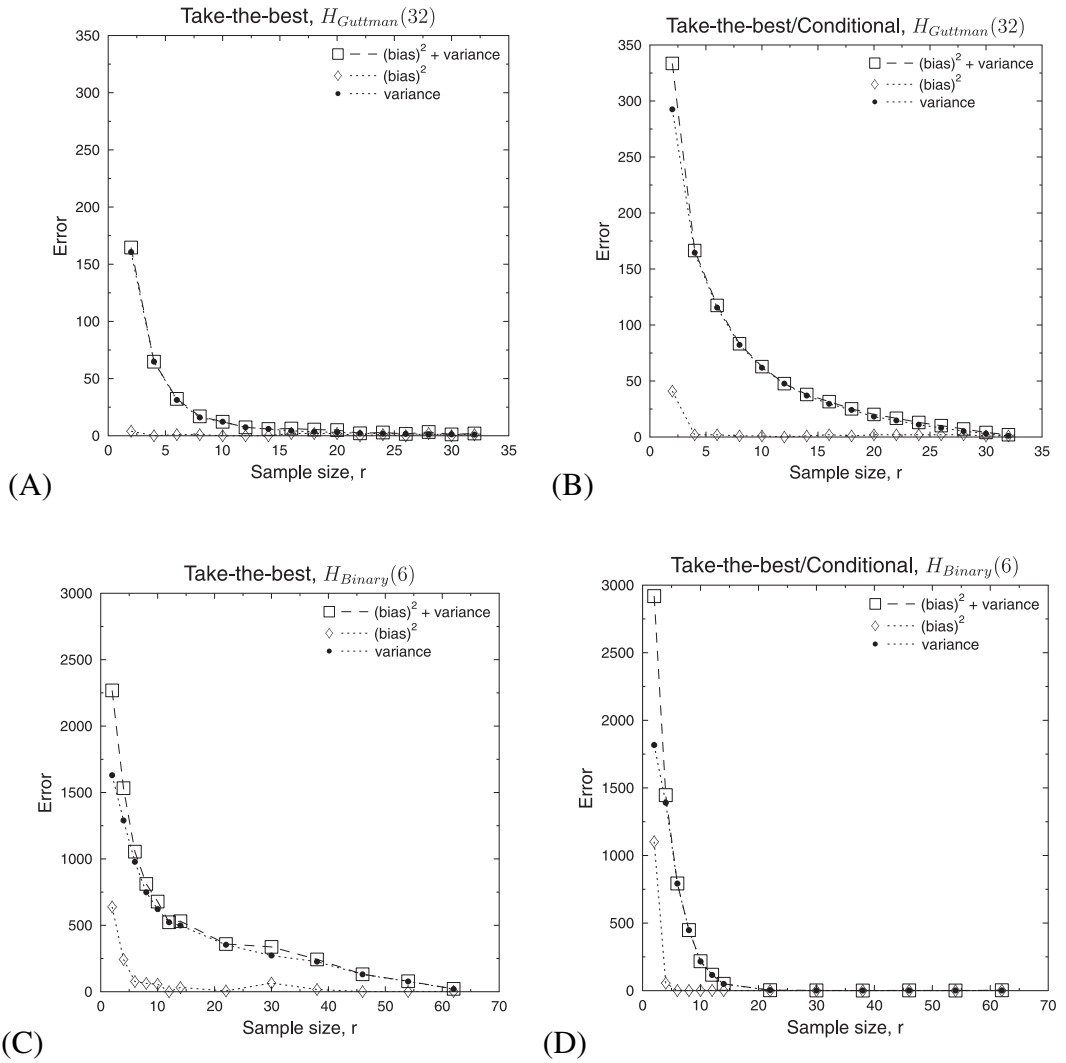 Take-the-best, H_Guttman(32)
(bias)² + variance
(bias)²
variance
350
300
250
200
150
100
50
0
Error
0 5 10 15 20 25 30 35
Sample size, r
(A)
Take-the-best/Conditional, H_Guttman(32)
(bias)² + variance
(bias)²
variance
350
300
250
200
150
100
50
0
Error
0 5 10 15 20 25 30 35
Sample size, r
(B)
Take-the-best, H_Binary(6)
(bias)² + variance
(bias)²
variance
3000
2500
2000
1500
1000
500
0
Error
0 10 20 30 40 50 60 70
Sample size, r
(C)
Take-the-best/Conditional, H_Binary(6)
(bias)² + variance
(bias)²
variance
3000
2500
2000
1500
1000
500
0
Error
0 10 20 30 40 50 60 70
Sample size, r
(D)